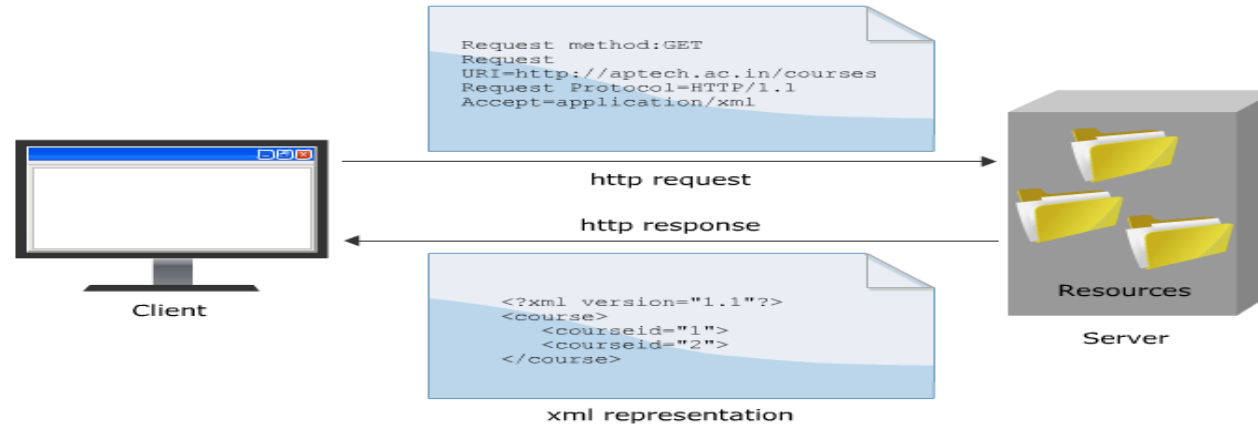 Request method:GET
Request
URI=http://aptech.ac.in/courses
Request Protocol=HTTP/1.1
Accept=application/xml
http request
http response
Client
<?xml version="1.1"?>
<course>
<courseid="1">
<courseid="2">
</course>
xml representation
Resources
Server